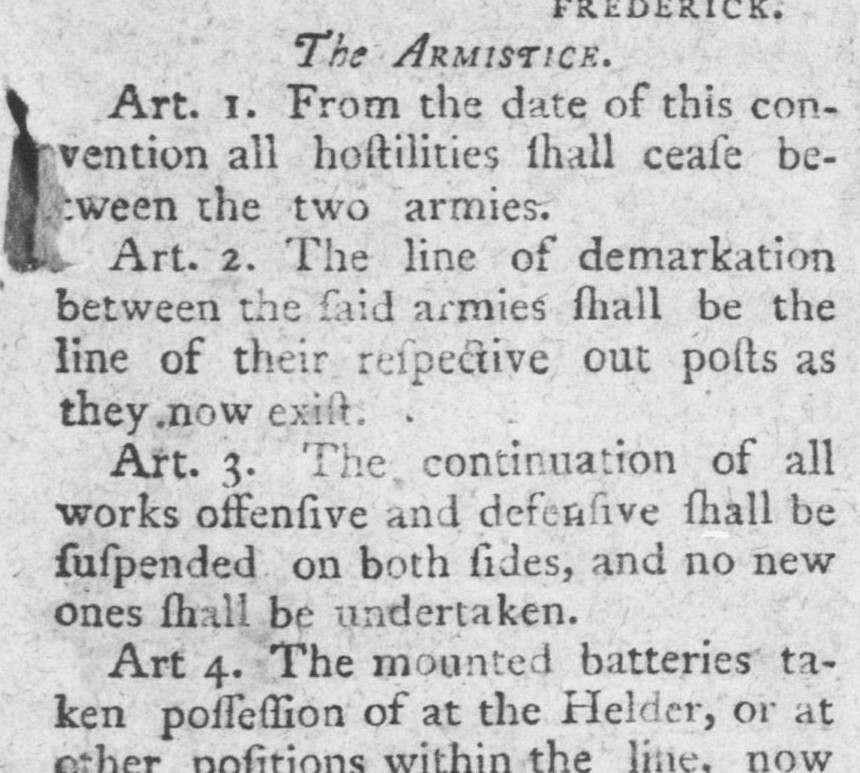 FREDERICK.
The ARMISTICE.
Art. 1. From the date of this con-
vention all hoſtilities ſhall ceaſe be-
tween the two armies.
Art. 2. The line of demarkation
between the ſaid armies ſhall be the
line of their reſpective out poſts as
they now exiſt.
Art. 3. The continuation of all
works offenſive and defenſive ſhall be
ſuſpended on both ſides, and no new
ones ſhall be undertaken.
Art 4. The mounted batteries ta-
ken poſſeſſion of at the Helder, or at
other poſitions within the line, now